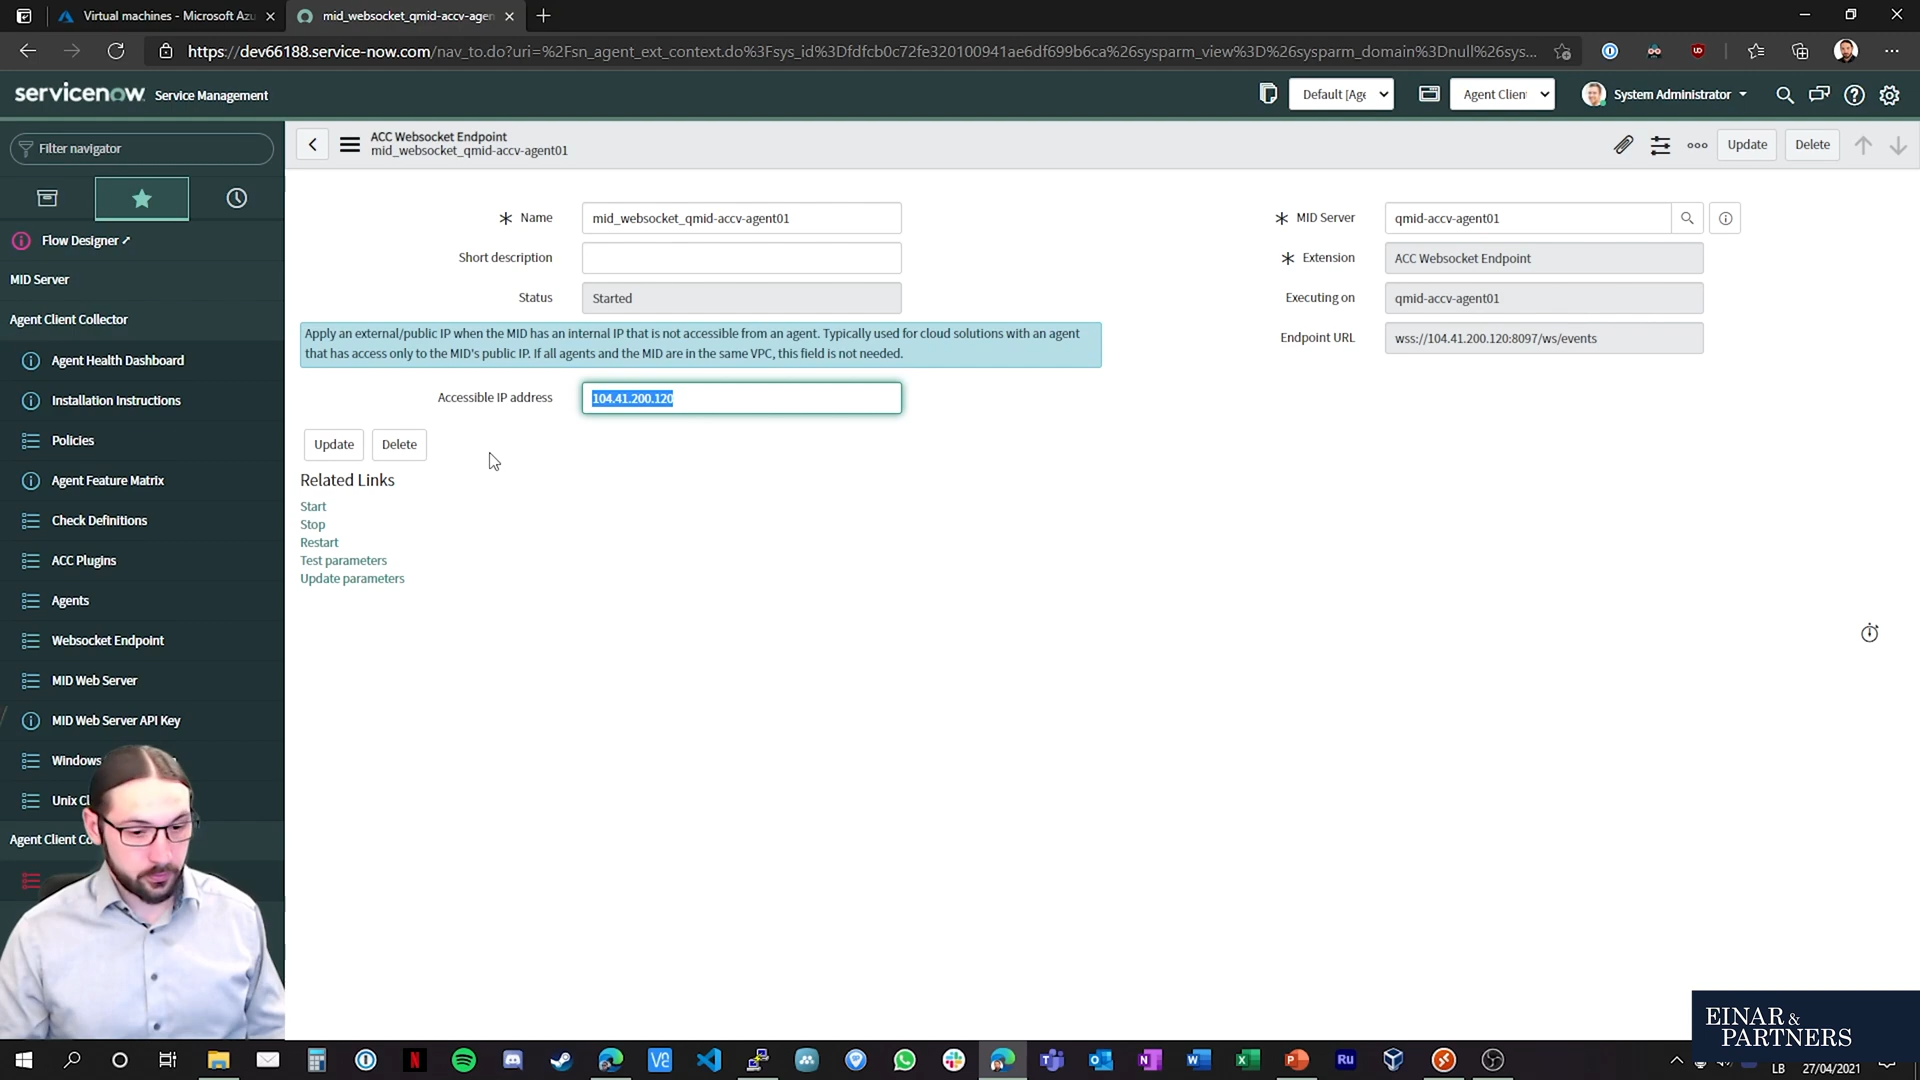 Virtual machines - Microsoft Azu
mid_websocket_qmid-accv-agen
https://dev66188.service-now.com/nav_to.do?uri=%2Fsn_agent_ext_context.do%3Fsys_id%3Dfdfcb0c72fe320100941ae6df699b6ca%26sysparm_view%3D%26sysparm_domain%3Dnull%26sys...
servicenow Service Management
Default [Age
Agent Client
System Administrator
Filter navigator
ACC Websocket Endpoint
mid_websocket_qmid-accv-agent01
Update
Delete
Flow Designer
MID Server
Agent Client Collector
Agent Health Dashboard
Installation Instructions
Policies
Agent Feature Matrix
Check Definitions
ACC Plugins
Agents
Websocket Endpoint
MID Web Server
MID Web Server API Key
Windows
Unix Cl
Agent Client Co
Name
mid_websocket_qmid-accv-agent01
Short description
Status
Started
MID Server
qmid-accv-agent01
Extension
ACC Websocket Endpoint
Executing on
qmid-accv-agent01
Endpoint URL
wss://104.41.200.120:8097/ws/events
Apply an external/public IP when the MID has an internal IP that is not accessible from an agent. Typically used for cloud solutions with an agent
that has access only to the MID's public IP. If all agents and the MID are in the same VPC, this field is not needed.
Accessible IP address
104.41.200.120
Update
Delete
Related Links
Start
Stop
Restart
Test parameters
Update parameters
EINAR &
PARTNERS
LB
27/04/2021